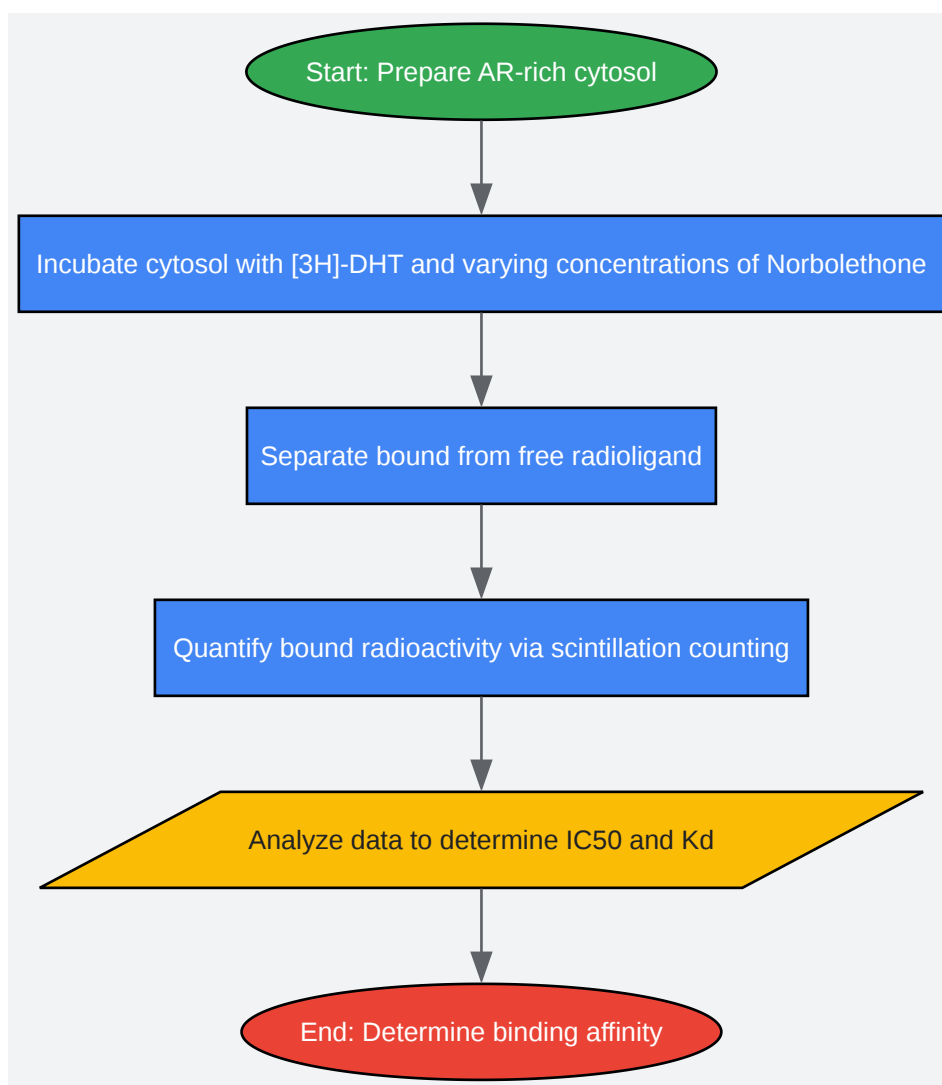 Start: Prepare AR-rich cytosol
Incubate cytosol with [3H]-DHT and varying concentrations of Norbolethone
Separate bound from free radioligand
Quantify bound radioactivity via scintillation counting
Analyze data to determine IC50 and Kd
End: Determine binding affinity